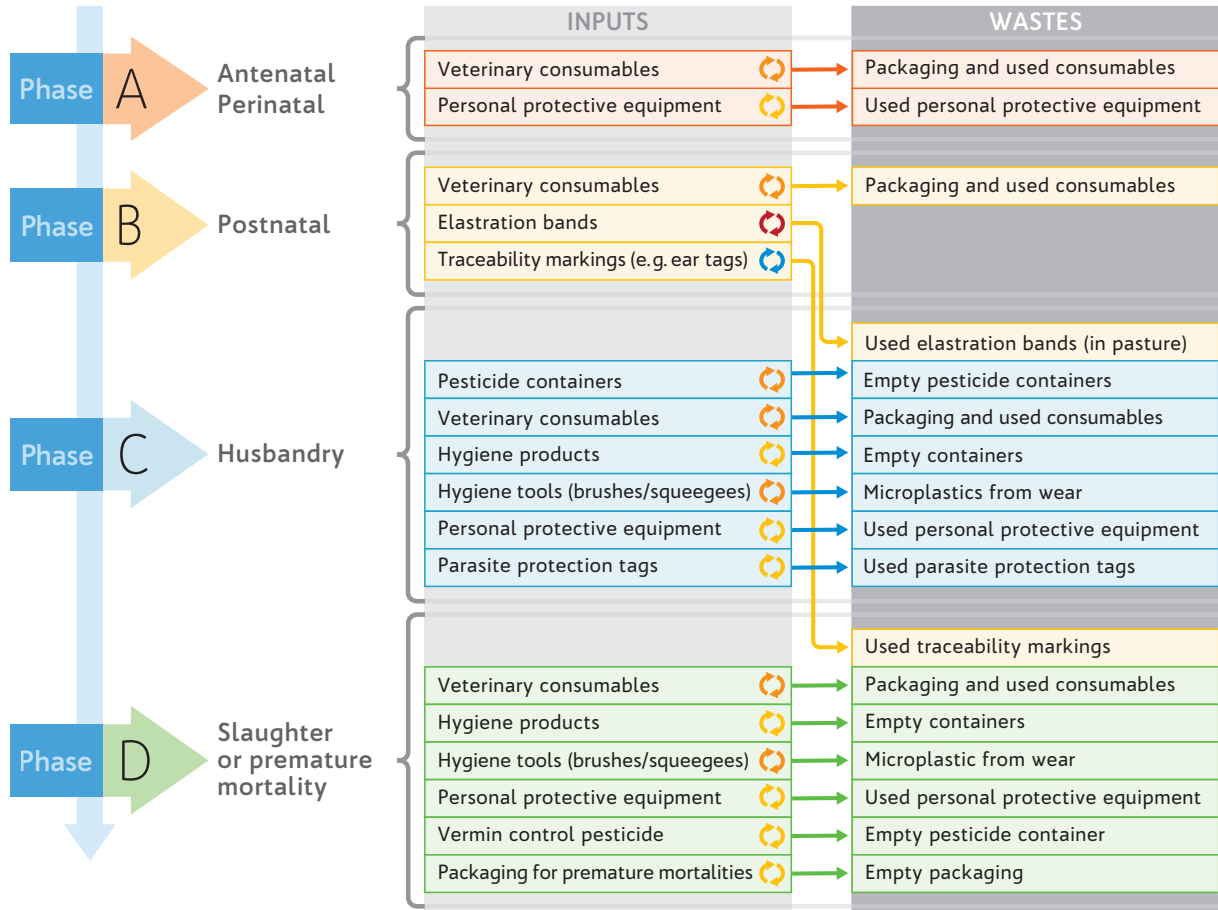 INPUTS
WASTES
Phase A
Antenatal
Perinatal
Veterinary consumables
Packaging and used consumables
Personal protective equipment
Used personal protective equipment
Phase B
Postnatal
Veterinary consumables
Packaging and used consumables
Elastration bands
Traceability markings (e.g. ear tags)
Used elastration bands (in pasture)
Phase C
Husbandry
Pesticide containers
Empty pesticide containers
Veterinary consumables
Packaging and used consumables
Hygiene products
Empty containers
Hygiene tools (brushes/squeegees)
Microplastics from wear
Personal protective equipment
Used personal protective equipment
Parasite protection tags
Used parasite protection tags
Used traceability markings
Phase D
Slaughter
or premature
mortality
Veterinary consumables
Packaging and used consumables
Hygiene products
Empty containers
Hygiene tools (brushes/squeegees)
Microplastic from wear
Personal protective equipment
Used personal protective equipment
Vermin control pesticide
Empty pesticide container
Packaging for premature mortalities
Empty packaging